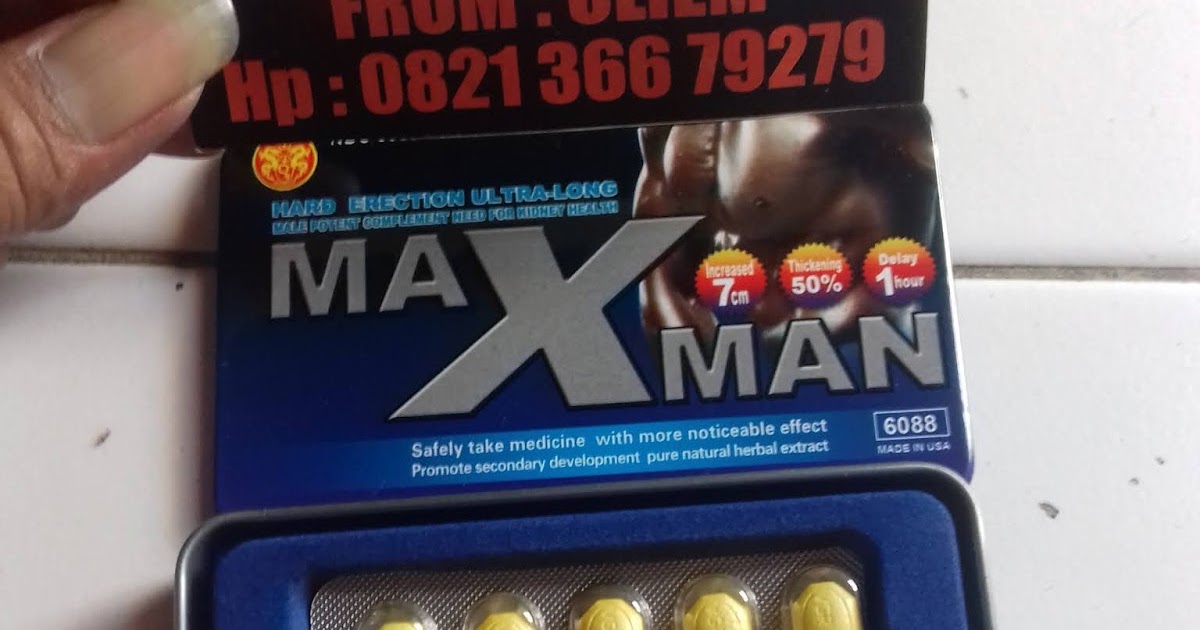 FROM :
Hp : 0821 366 79279
HARD ERECTION ULTRA-LONG
MALE POTENT COMPLEMENT NEED FOR KIDNEY HEALTH
MAXMAN
Increased
7cm
Thickening
50%
Delay
1hour
6088
MADE IN USA
Safely take medicine with more noticeable effect
Promote secondary development pure natural herbal extract